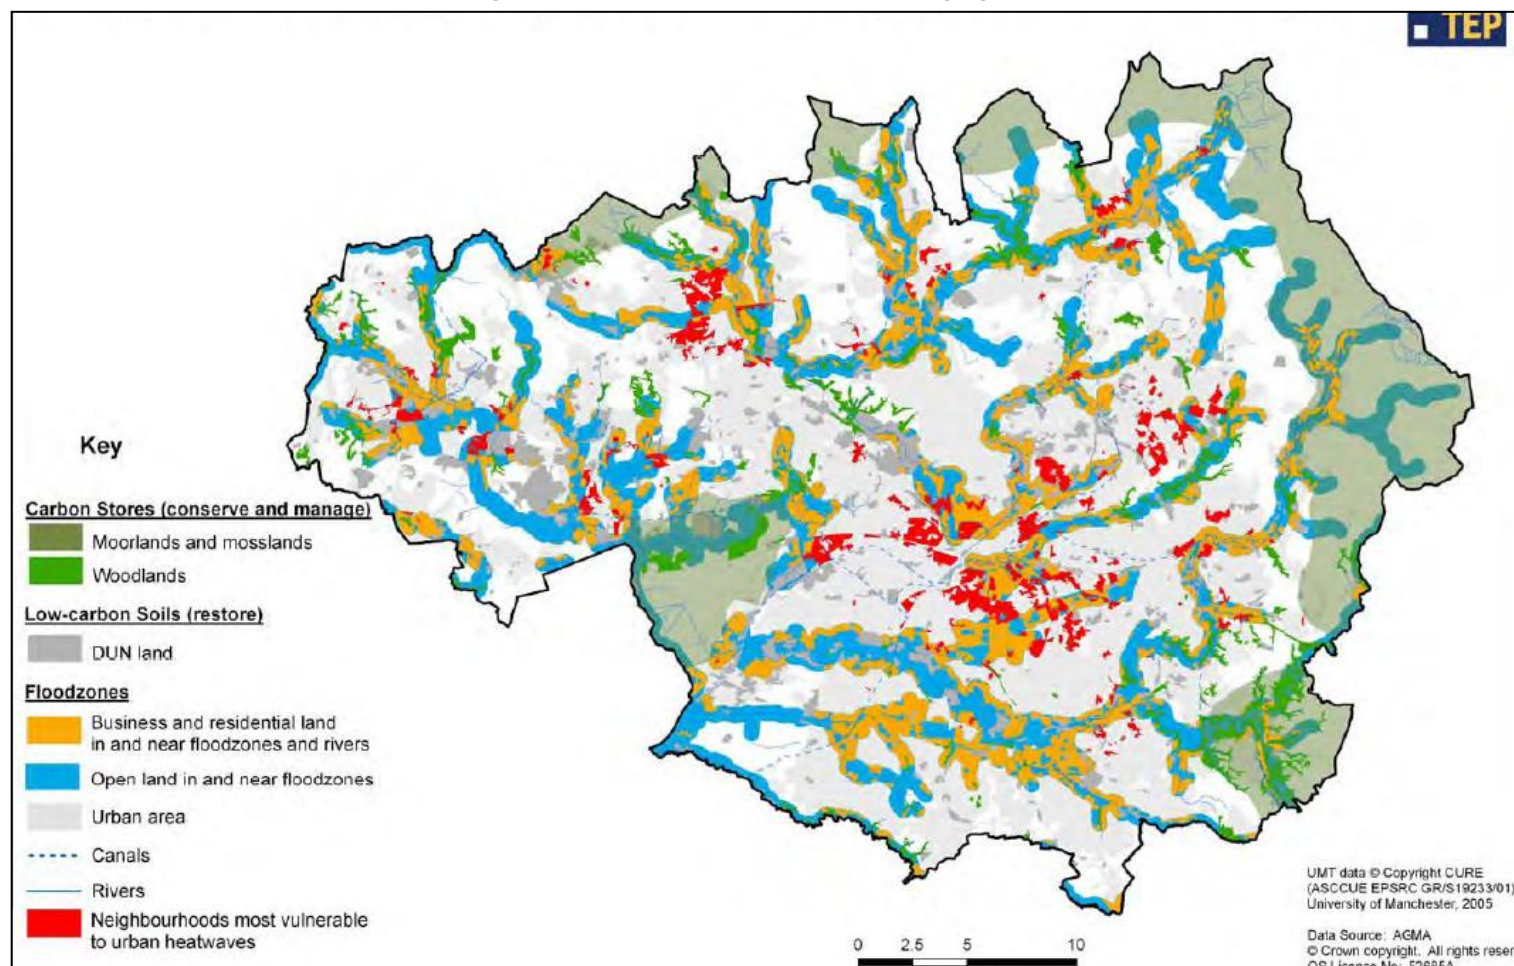 TEP
Key
Carbon Stores (conserve and manage)
Moorlands and mosslands
Woodlands
Low-carbon Soils (restore)
DUN land
Floodzones
Business and residential land
in and near floodzones and rivers
Open land in and near floodzones
Urban area
Canals
Rivers
Neighbourhoods most vulnerable
to urban heatwaves
0 2.5 5 10
UMT data © Copyright CURE
(ASCCUE EPSRC GR/S19233/01)
University of Manchester, 2005
Data Source: AGMA
© Crown copyright. All rights reser